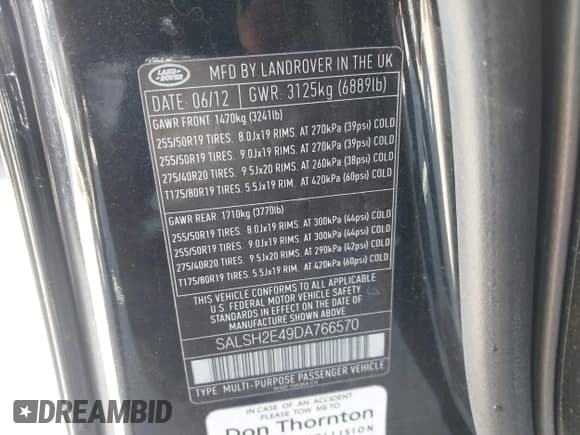 LAND
ROVER
MFD BY LANDROVER IN THE UK
DATE: 06/12 GWR: 3125kg (6889lb)
GAWR FRONT: 1470kg (3241lb)
255/50R19 TIRES. 8.0Jx19 RIMS. AT 270kPa (39psi) COLD
255/50R19 TIRES. 9.0Jx19 RIMS. AT 270kPa (39psi) COLD
275/40R20 TIRES. 9.5Jx20 RIMS. AT 260kPa (38psi) COLD
T175/80R19 TIRES. 5.5Jx19 RIM. AT 420kPa (60psi) COLD
GAWR REAR: 1710kg (3770lb)
255/50R19 TIRES. 8.0Jx19 RIMS. AT 300kPa (44psi) COLD
255/50R19 TIRES. 9.0Jx19 RIMS. AT 300kPa (44psi) COLD
275/40R20 TIRES. 9.5Jx20 RIMS. AT 290kPa (42psi) COLD
T175/80R19 TIRES. 5.5Jx19 RIM. AT 420kPa (60psi) COLD
THIS VEHICLE CONFORMS TO ALL APPLICABLE
U.S. FEDERAL MOTOR VEHICLE SAFETY
STANDARDS IN EFFECT ON THE DATE OF
MANUFACTURE SHOWN ABOVE
SALSH2E49DA766570
TYPE: MULTI-PURPOSE PASSENGER VEHICLE
IN CASE OF AN ACCIDENT
PLEASE TOW ME TO
Don Thornton
COLLISION
DREAMBID